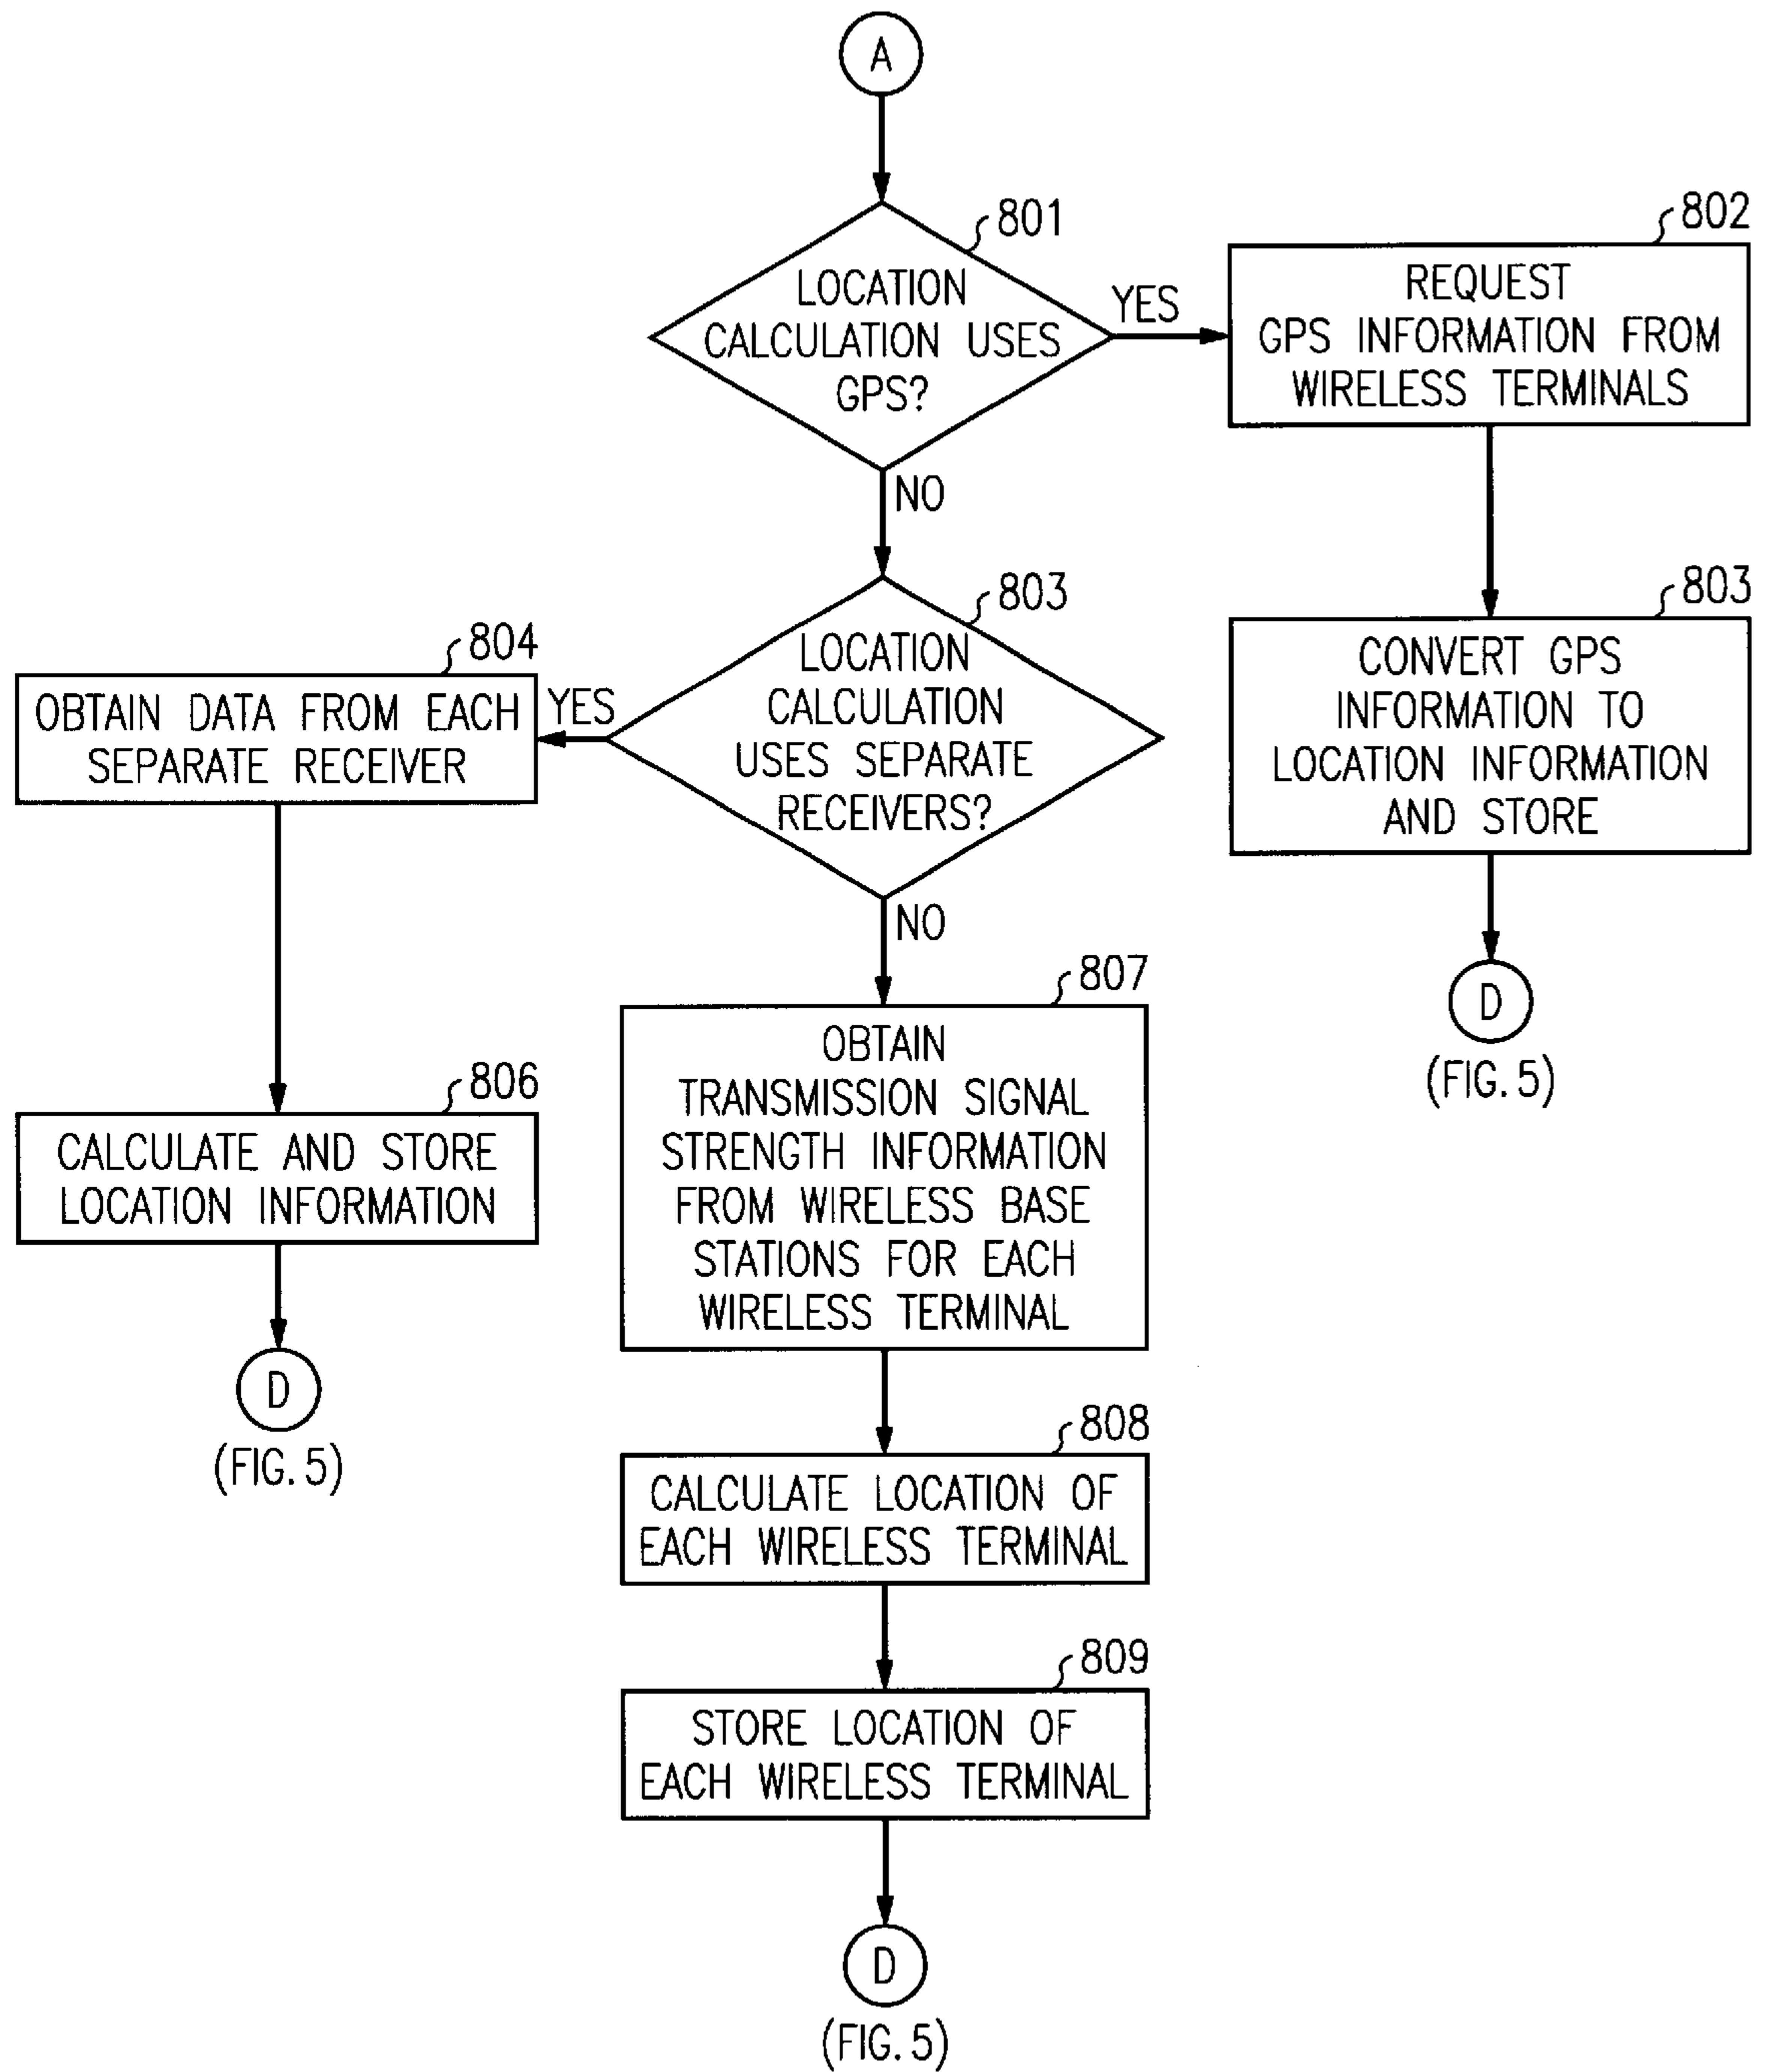 A
801
LOCATION
CALCULATION USES
GPS?
YES
NO
802
REQUEST
GPS INFORMATION FROM
WIRELESS TERMINALS
803
CONVERT GPS
INFORMATION TO
LOCATION INFORMATION
AND STORE
D
(FIG. 5)
803
LOCATION
CALCULATION
USES SEPARATE
RECEIVERS?
YES
NO
804
OBTAIN DATA FROM EACH
SEPARATE RECEIVER
806
CALCULATE AND STORE
LOCATION INFORMATION
D
(FIG. 5)
807
OBTAIN
TRANSMISSION SIGNAL
STRENGTH INFORMATION
FROM WIRELESS BASE
STATIONS FOR EACH
WIRELESS TERMINAL
808
CALCULATE LOCATION OF
EACH WIRELESS TERMINAL
809
STORE LOCATION OF
EACH WIRELESS TERMINAL
D
(FIG. 5)